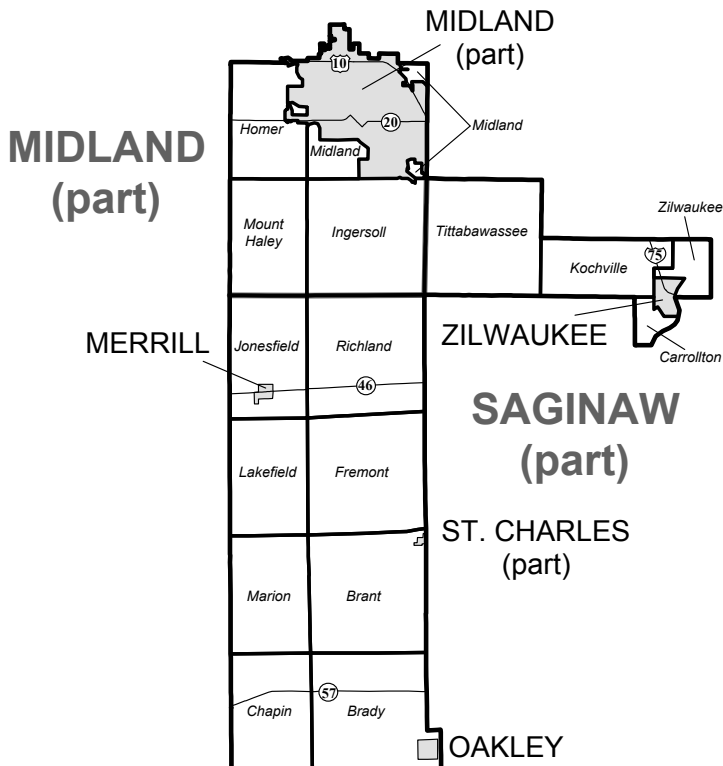 MIDLAND
(part)
10
20
Midland
Homer
Midland
MIDLAND
(part)
Mount
Haley
Ingersoll
Tittabawassee
Zilwaukee
75
Kochville
MERRILL
Jonesfield
Richland
ZILWAUKEE
Carrollton
46
SAGINAW
(part)
Lakefield
Fremont
ST. CHARLES
(part)
Marion
Brant
57
Chapin
Brady
OAKLEY